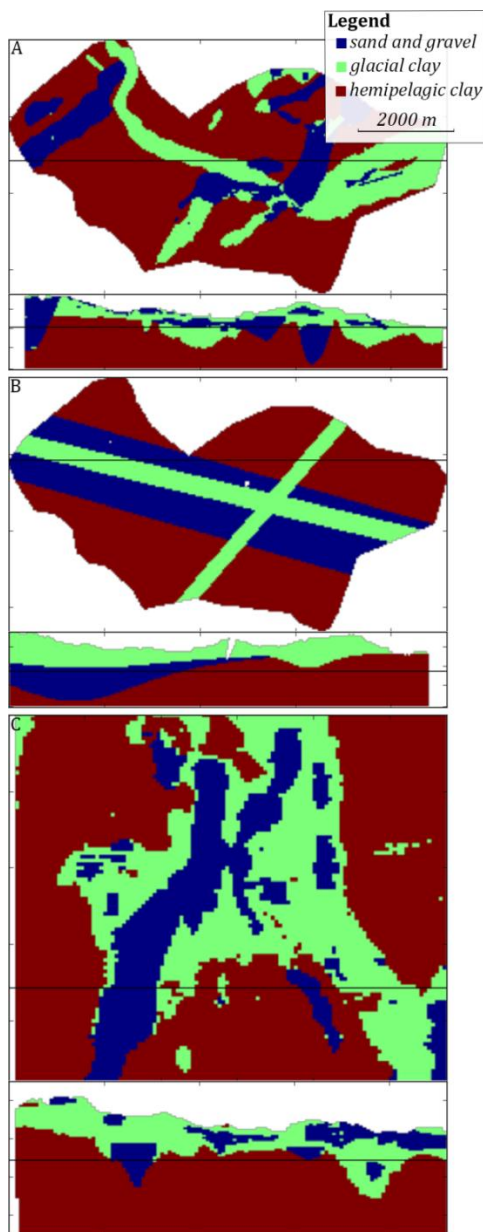 Legend
sand and gravel
glacial clay
hemipelagic clay
2000 m
A
B
C